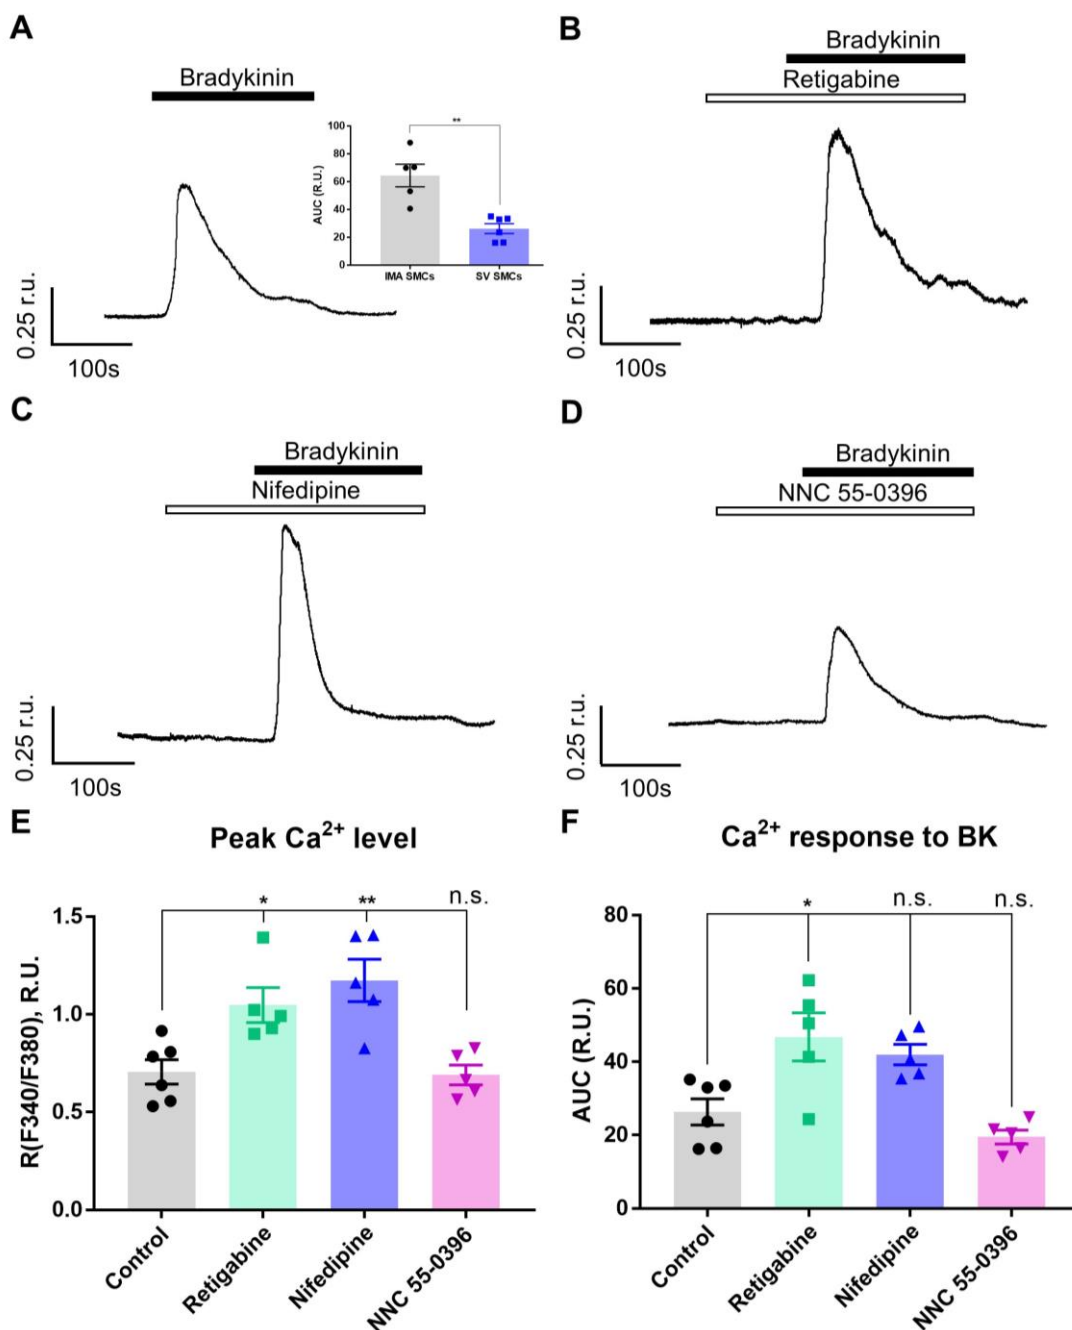 A
Bradykinin
0.25 r.u.
100s
**
100
80
60
40
20
0
AUC (R.U.)
IMA SMCs
SV SMCs
B
Bradykinin
Retigabine
0.25 r.u.
100s
C
Bradykinin
Nifedipine
0.25 r.u.
100s
D
Bradykinin
NNC 55-0396
0.25 r.u.
100s
E
Peak Ca²⁺ level
* ** n.s.
1.5
1.0
0.5
0.0
R(F340/F380), R.U.
Control
Retigabine
Nifedipine
NNC 55-0396
F
Ca²⁺ response to BK
* n.s. n.s.
80
60
40
20
0
AUC (R.U.)
Control
Retigabine
Nifedipine
NNC 55-0396